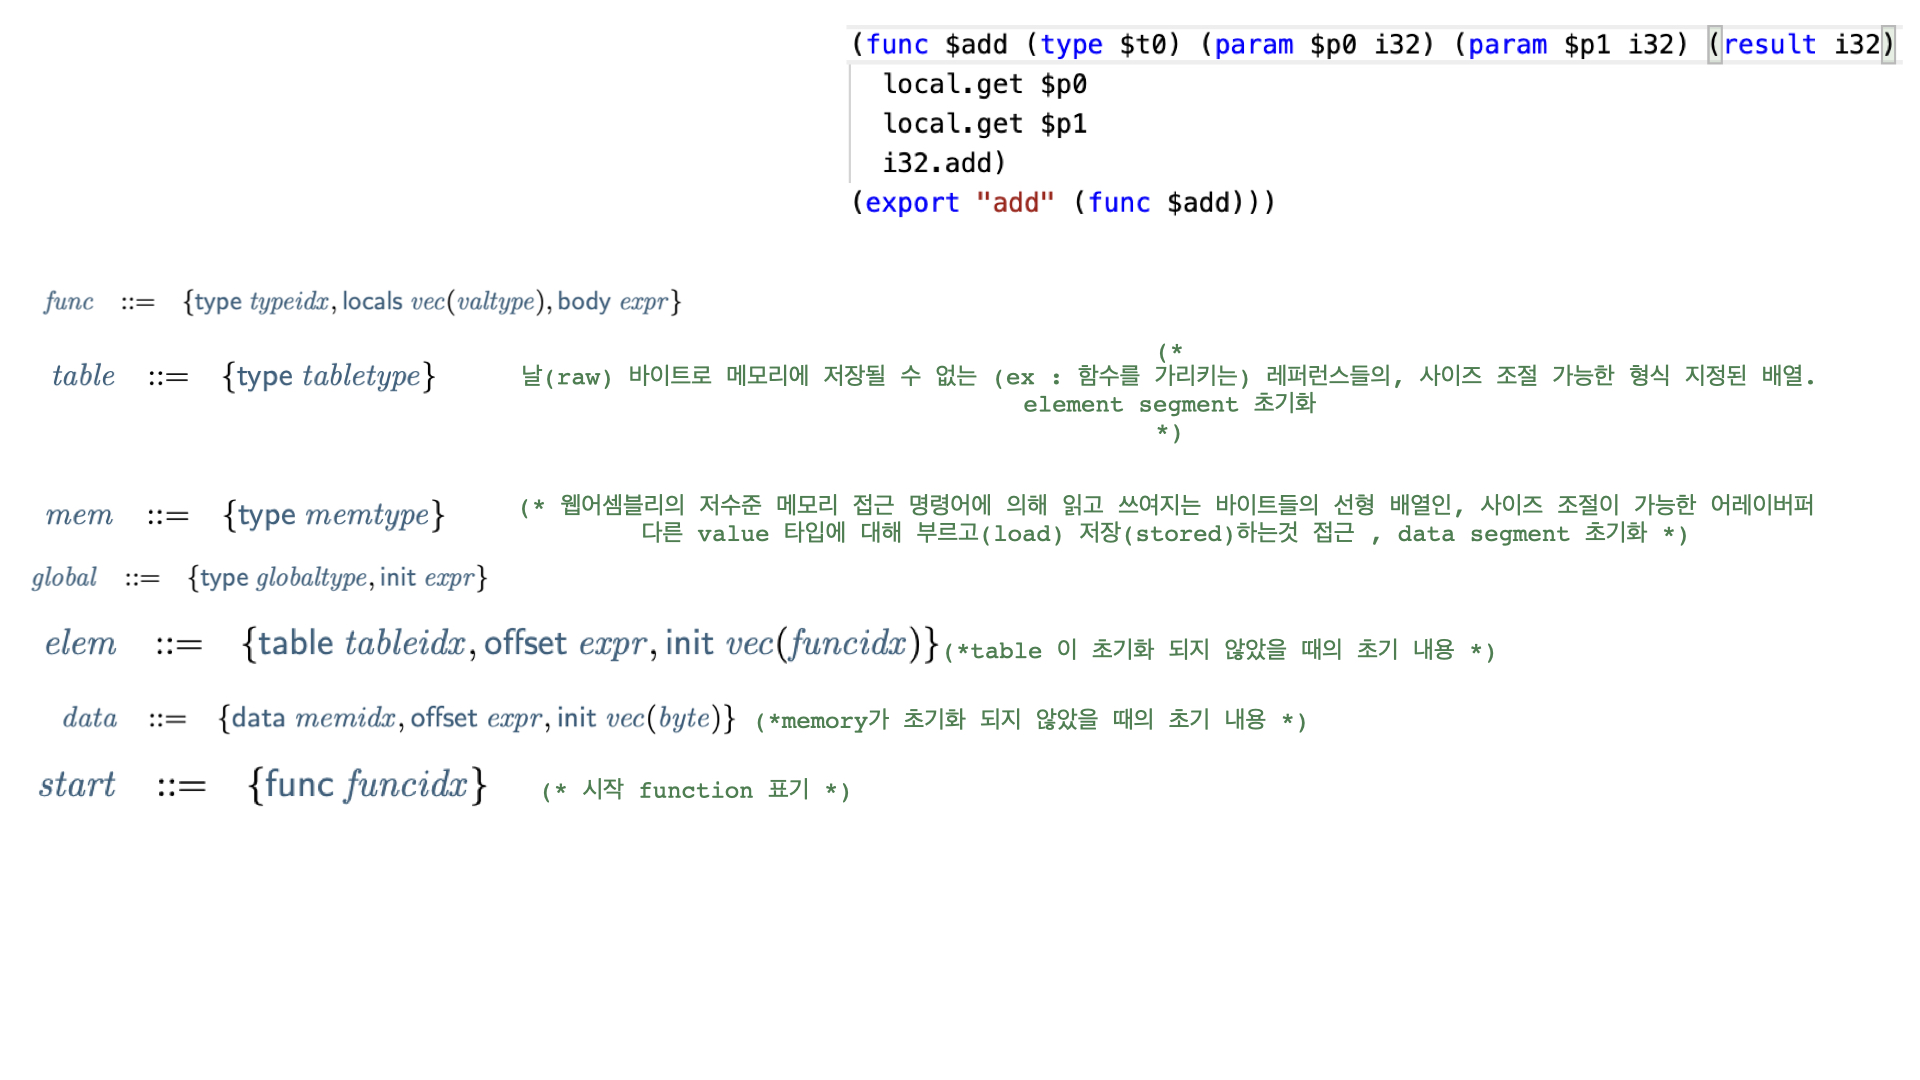 (func $add (type $t0) (param $p0 i32) (param $p1 i32) (result i32)
local.get $p0
local.get $p1
i32.add)
(export "add" (func $add)))
func ::= {type typeidx, locals vec(valtype), body expr}
(*
table ::= {type tabletype} 날(raw) 바이트로 메모리에 저장될 수 없는 (ex : 함수를 가리키는) 레퍼런스들의, 사이즈 조절 가능한 형식 지정된 배열.
element segment 초기화
*)
mem ::= {type memtype} (* 웹어셈블리의 저수준 메모리 접근 명령어에 의해 읽고 쓰여지는 바이트들의 선형 배열인, 사이즈 조절이 가능한 어레이버퍼
다른 value 타입에 대해 부르고(load) 저장(stored)하는것 접근 , data segment 초기화 *)
global ::= {type globaltype, init expr}
elem ::= {table tableidx, offset expr, init vec(funcidx)} (*table 이 초기화 되지 않았을 때의 초기 내용 *)
data ::= {data memidx, offset expr, init vec(byte)} (*memory가 초기화 되지 않았을 때의 초기 내용 *)
start ::= {func funcidx} (* 시작 function 표기 *)